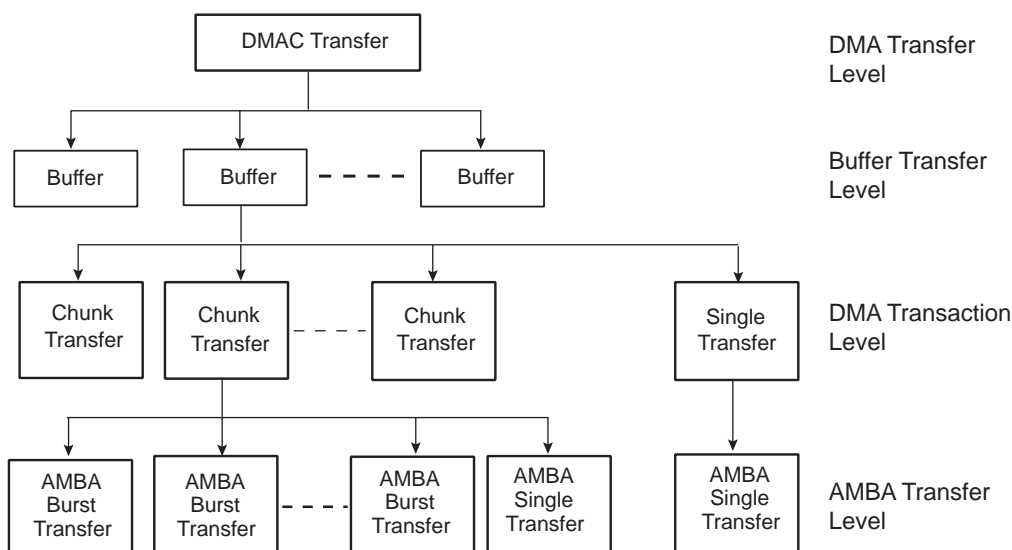 DMAC Transfer
DMA Transfer
Level
Buffer
Buffer
Buffer
Buffer Transfer
Level
Chunk
Transfer
Chunk
Transfer
Chunk
Transfer
Single
Transfer
DMA Transaction
Level
AMBA
Burst
Transfer
AMBA
Burst
Transfer
AMBA
Burst
Transfer
AMBA
Single
Transfer
AMBA
Single
Transfer
AMBA Transfer
Level